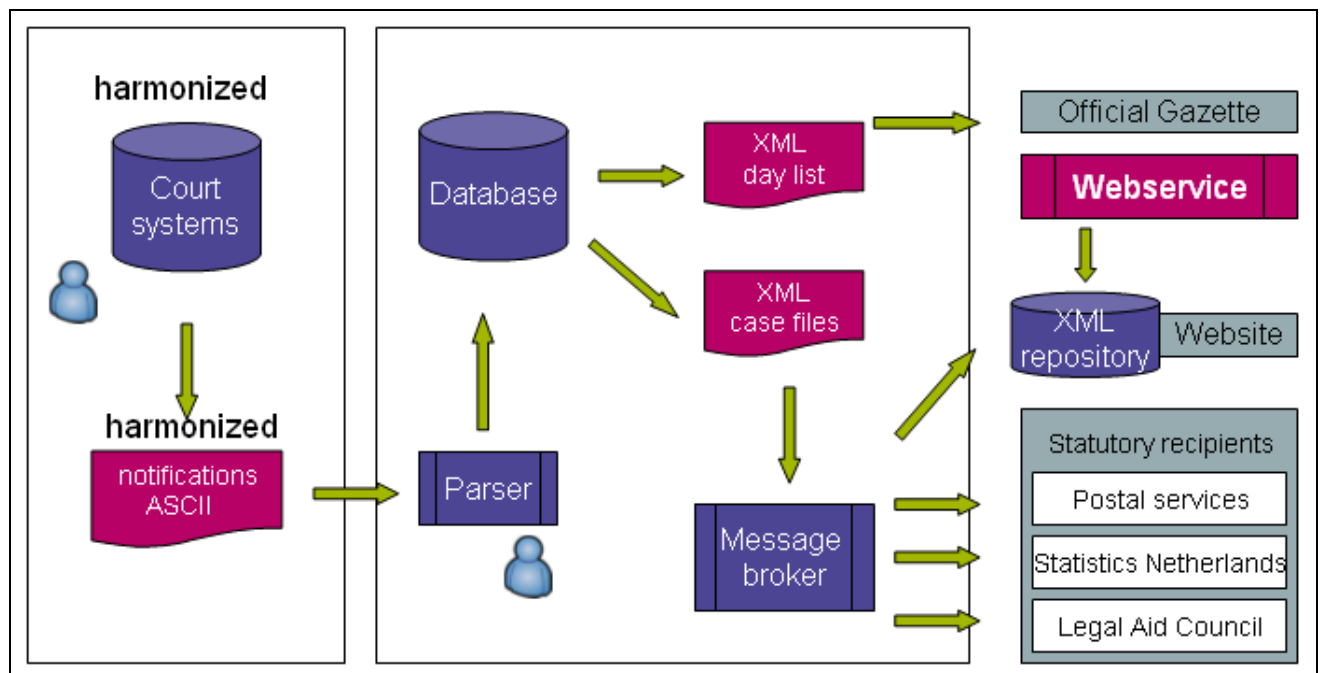 harmonized
Court
systems
harmonized
notifications
ASCII
Database
Parser
XML
day list
XML
case files
Message
broker
Official Gazette
Webservice
XML
repository
Website
Statutory recipients
Postal services
Statistics Netherlands
Legal Aid Council